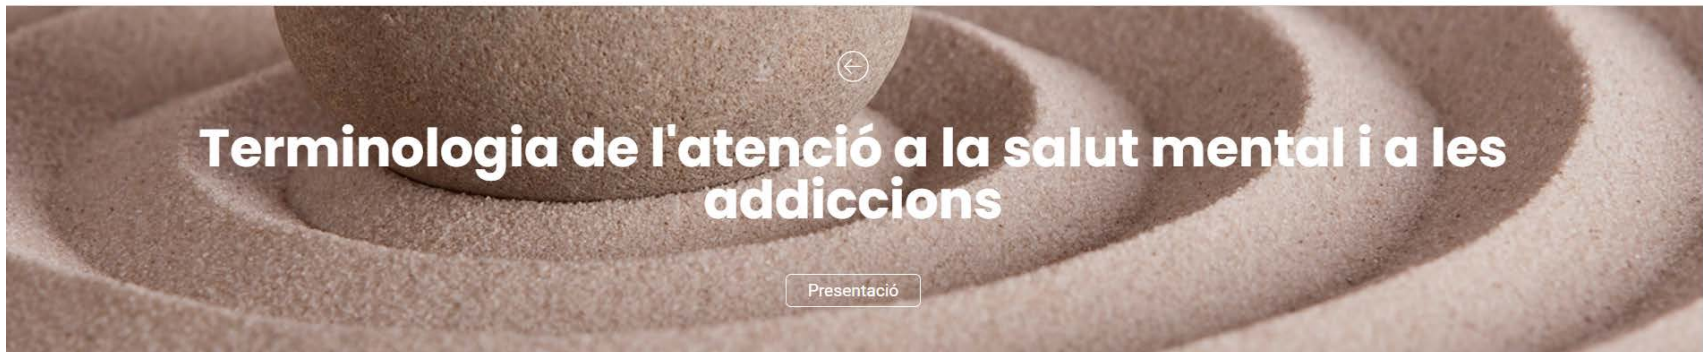 Terminologia de l'atenció a la salut mental i a les
addiccions
Presentació